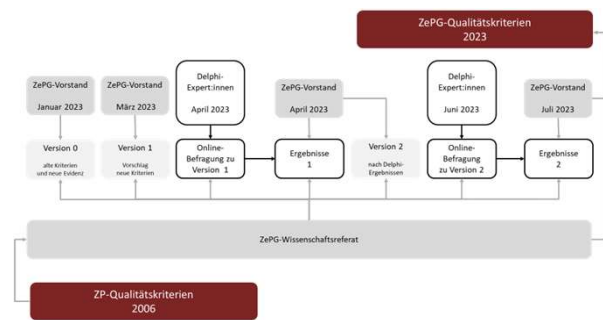 ZePG-Qualitätskriterien
2023
ZePG-Vorstand
Januar 2023
ZePG-Vorstand
März 2023
Delphi-
Expert:innen
April 2023
ZePG-Vorstand
April 2023
Delphi-
Expert:innen
Juni 2023
ZePG-Vorstand
Juli 2023
Version 0
alte Kriterien
und neue Evidenz
Version 1
Vorschlag
neue Kriterien
Online-
Befragung zu
Version 1
Ergebnisse
1
Version 2
nach Delphi-
Ergebnissen
Online-
Befragung
zu Version 2
Ergebnisse
2
ZePG-Wissenschaftsreferat
ZP-Qualitätskriterien
2006